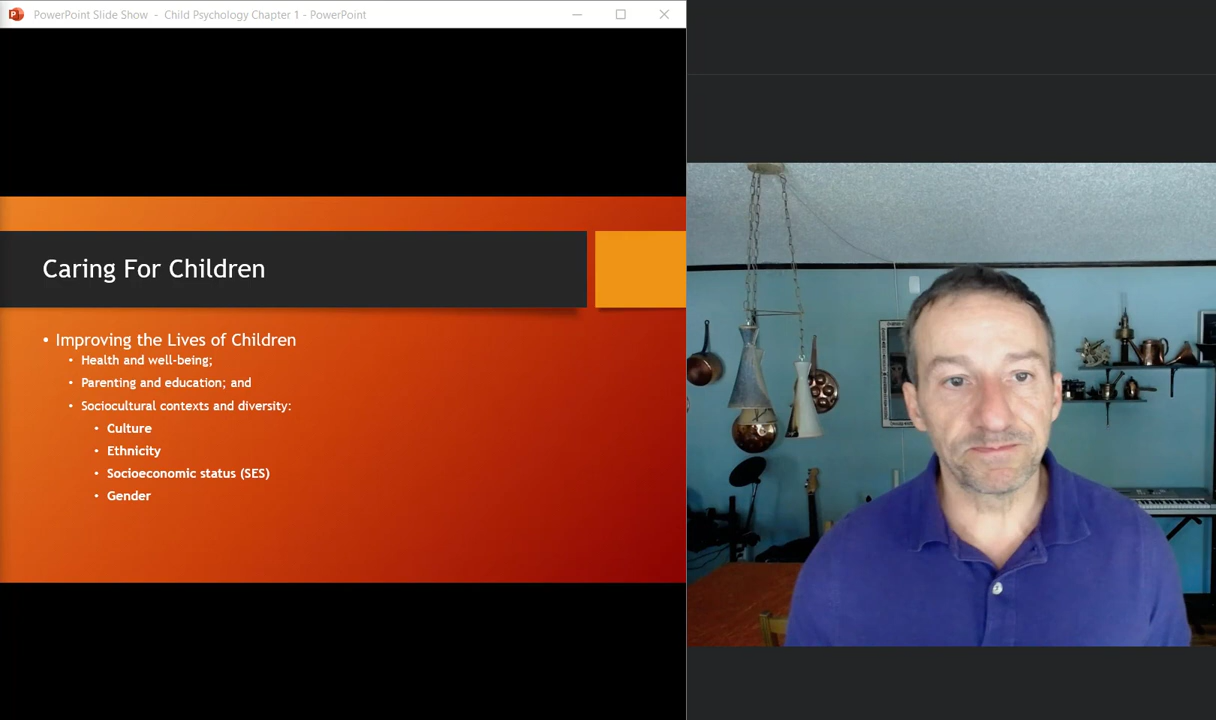 PowerPoint Slide Show - Child Psychology Chapter 1 - PowerPoint
Caring For Children
• Improving the Lives of Children
• Health and well-being;
• Parenting and education; and
• Sociocultural contexts and diversity:
• Culture
• Ethnicity
• Socioeconomic status (SES)
• Gender